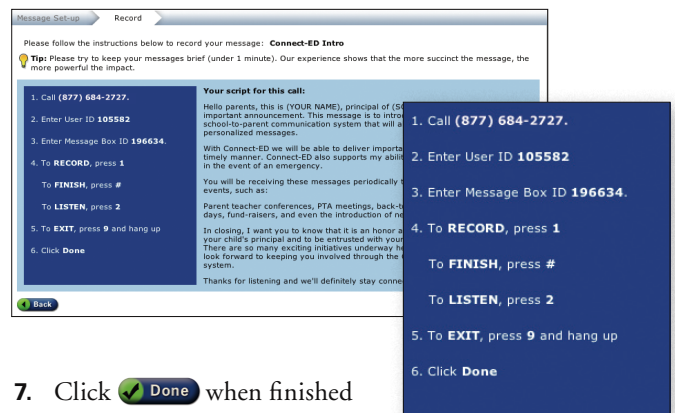 Message Set-up
Record
Please follow the instructions below to record your message: Connect-ED Intro
Tip: Please try to keep your messages brief (under 1 minute). Our experience shows that the more succinct the message, the
more powerful the impact.
1. Call (877) 684-2727.
2. Enter User ID 105582
3. Enter Message Box ID 196634.
4. To RECORD, press 1
To FINISH, press #
To LISTEN, press 2
5. To EXIT, press 9 and hang up
6. Click Done
Your script for this call:
Hello parents, this is (YOUR NAME), principal of (SC
important announcement. This message is to introd
school-to-parent communication system that will a
personalized messages.
With Connect-ED we will be able to deliver importa
timely manner. Connect-ED also supports my abilit
in the event of an emergency.
You will be receiving these messages periodically t
events, such as:
Parent teacher conferences, PTA meetings, back-t
days, fund-raisers, and even the introduction of ne
In closing, I want you to know that it is an honor a
your child's principal and to be entrusted with your
There are so many exciting initiatives underway he
look forward to keeping you involved through the
system.
Thanks for listening and we'll definitely stay conne
Back
1. Call (877) 684-2727.
2. Enter User ID 105582
3. Enter Message Box ID 196634.
4. To RECORD, press 1
To FINISH, press #
To LISTEN, press 2
5. To EXIT, press 9 and hang up
6. Click Done
7. Click Done when finished